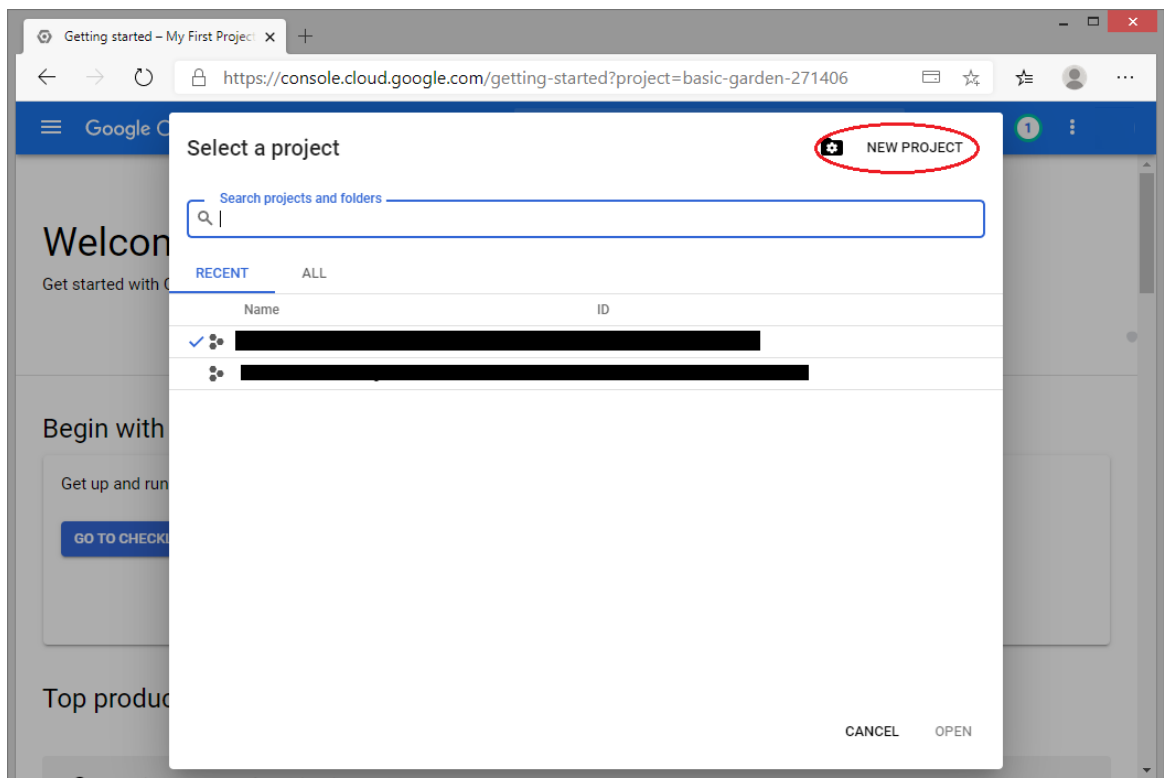 Getting started – My First Projec
https://console.cloud.google.com/getting-started?project=basic-garden-271406
Google C
1
Select a project
NEW PROJECT
Search projects and folders
Welcon
Get started with C
RECENT ALL
Name ID
Begin with
Get up and run
GO TO CHECKL
Top produc
CANCEL OPEN